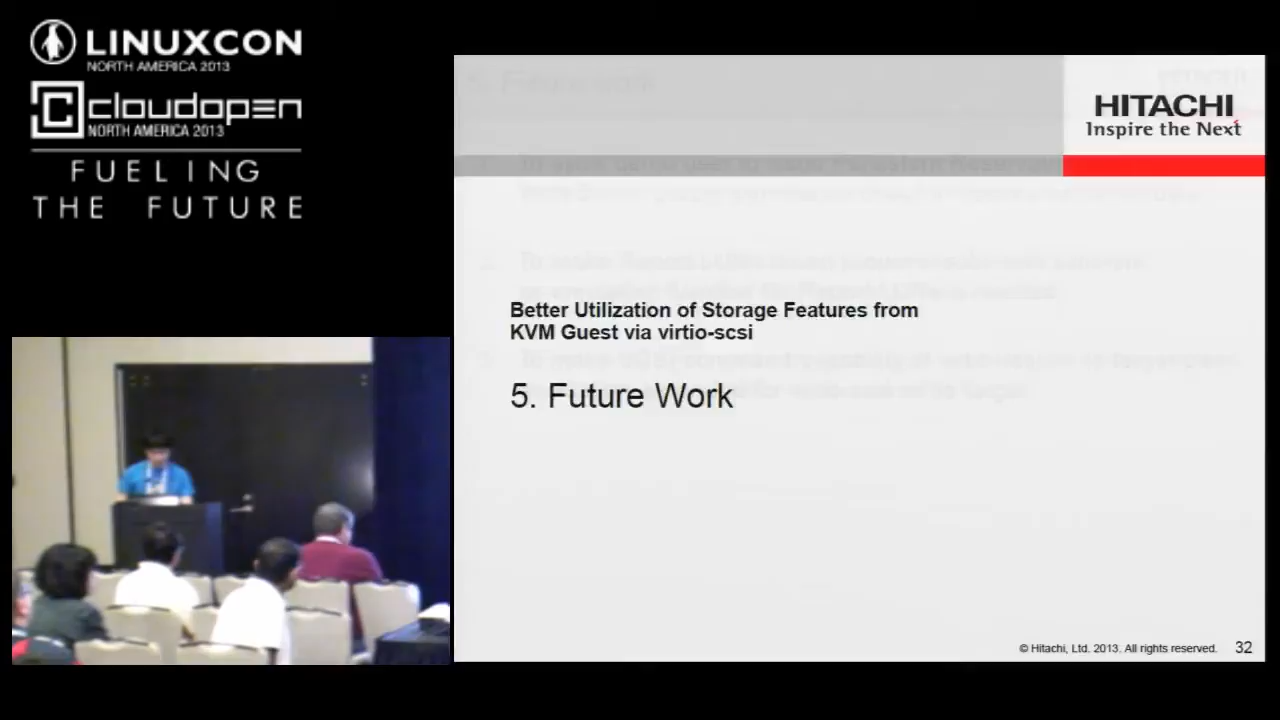 LINUXCON
NORTH AMERICA 2013
cloudopen
NORTH AMERICA 2013
FUELING
THE FUTURE
HITACHI
Inspire the Next
Better Utilization of Storage Features from
KVM Guest via virtio-scsi
5. Future Work
© Hitachi, Ltd. 2013. All rights reserved. 32